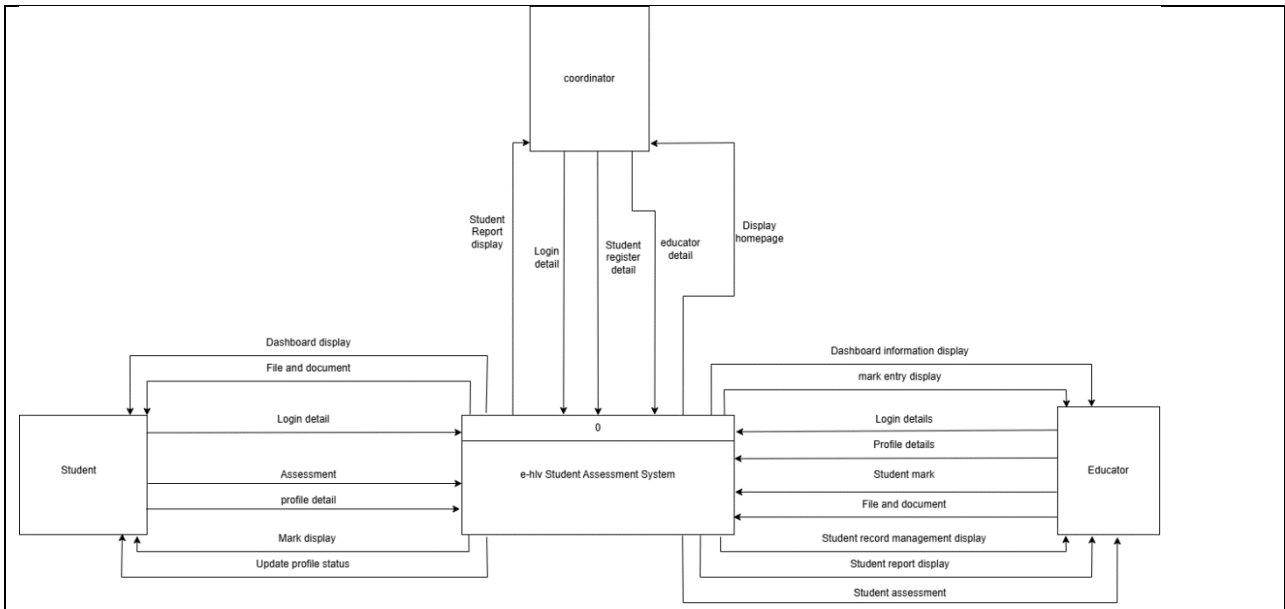 coordinator
Student
Report
display
Login
detail
Student
register
detail
educator
detail
Display
homepage
Dashboard display
File and document
Login detail
Student
Assessment
profile detail
Mark display
Update profile status
0
e-hlv Student Assessment System
Dashboard information display
mark entry display
Login details
Profile details
Student mark
Educator
File and document
Student record management display
Student report display
Student assessment